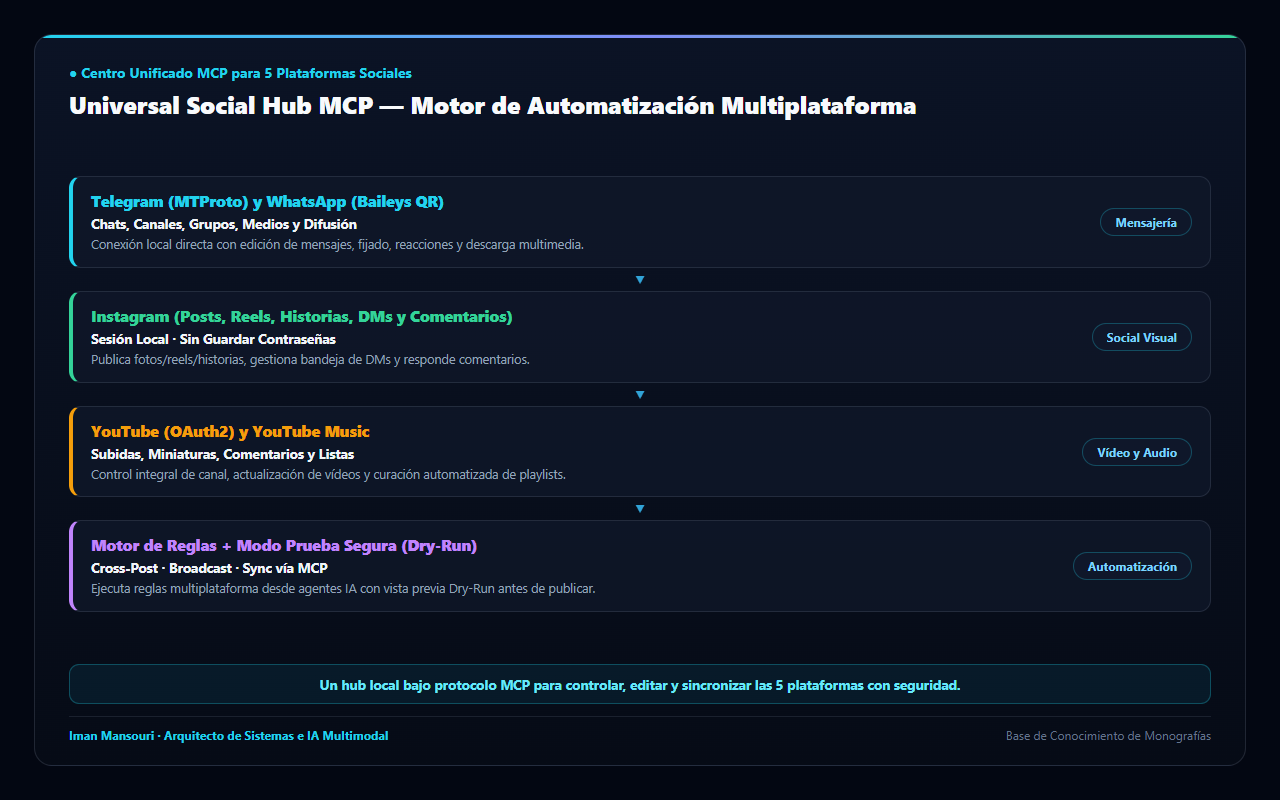 ● Centro Unificado MCP para 5 Plataformas Sociales
Universal Social Hub MCP — Motor de Automatización Multiplataforma
Telegram (MTProto) y WhatsApp (Baileys QR)
Chats, Canales, Grupos, Medios y Difusión
Conexión local directa con edición de mensajes, fijado, reacciones y descarga multimedia.
Mensajería
▼
Instagram (Posts, Reels, Historias, DMs y Comentarios)
Sesión Local · Sin Guardar Contraseñas
Publica fotos/reels/historias, gestiona bandeja de DMs y responde comentarios.
Social Visual
▼
YouTube (OAuth2) y YouTube Music
Subidas, Miniaturas, Comentarios y Listas
Control integral de canal, actualización de vídeos y curación automatizada de playlists.
Vídeo y Audio
▼
Motor de Reglas + Modo Prueba Segura (Dry-Run)
Cross-Post · Broadcast · Sync vía MCP
Ejecuta reglas multiplataforma desde agentes IA con vista previa Dry-Run antes de publicar.
Automatización
Un hub local bajo protocolo MCP para controlar, editar y sincronizar las 5 plataformas con seguridad.
Iman Mansouri · Arquitecto de Sistemas e IA Multimodal
Base de Conocimiento de Monografías